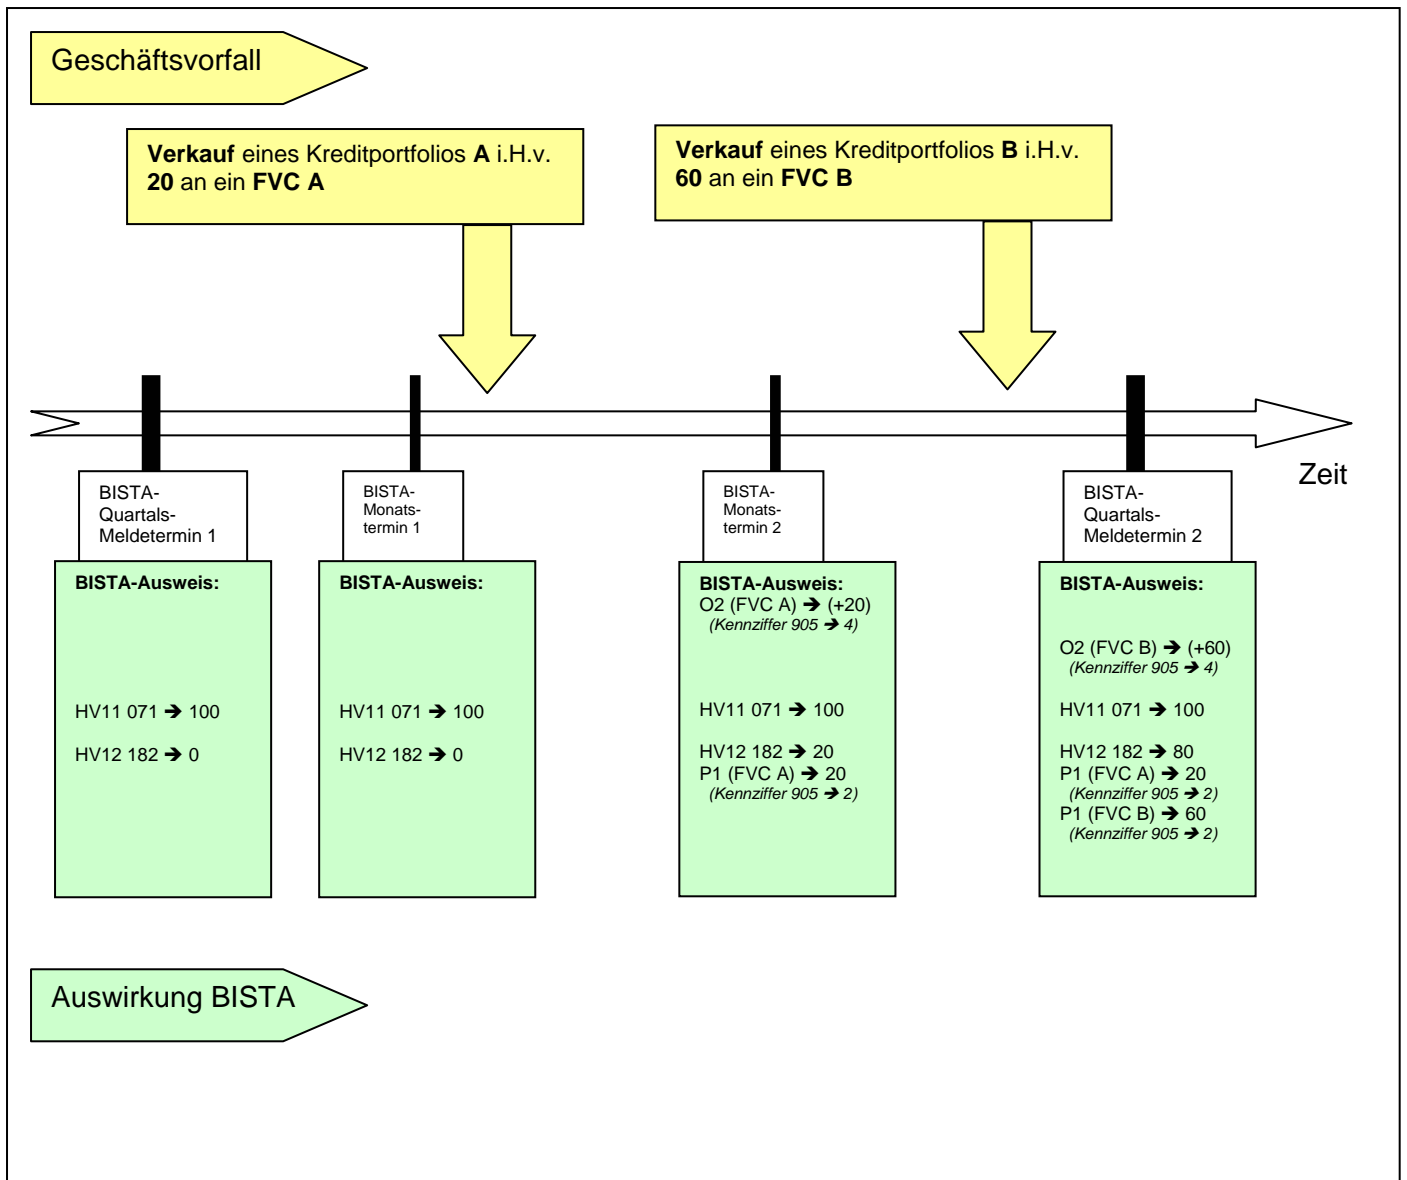 Geschäftsvorfall
Verkauf eines Kreditportfolios A i.H.v.
20 an ein FVC A
Verkauf eines Kreditportfolios B i.H.v.
60 an ein FVC B
Zeit
BISTA-
Quartals-
Meldetermin 1
BISTA-
Monats-
termin 1
BISTA-
Monats-
termin 2
BISTA-
Quartals-
Meldetermin 2
BISTA-Ausweis:
HV11 071 ➔ 100
HV12 182 ➔ 0
BISTA-Ausweis:
HV11 071 ➔ 100
HV12 182 ➔ 0
BISTA-Ausweis:
O2 (FVC A) ➔ (+20)
(Kennziffer 905 ➔ 4)
HV11 071 ➔ 100
HV12 182 ➔ 20
P1 (FVC A) ➔ 20
(Kennziffer 905 ➔ 2)
BISTA-Ausweis:
O2 (FVC B) ➔ (+60)
(Kennziffer 905 ➔ 4)
HV11 071 ➔ 100
HV12 182 ➔ 80
P1 (FVC A) ➔ 20
(Kennziffer 905 ➔ 2)
P1 (FVC B) ➔ 60
(Kennziffer 905 ➔ 2)
Auswirkung BISTA